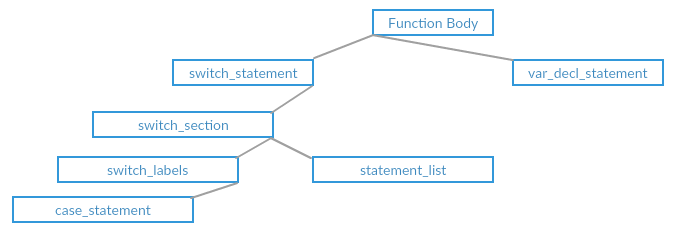 Function Body
switch_statement
var_decl_statement
switch_section
switch_labels
statement_list
case_statement